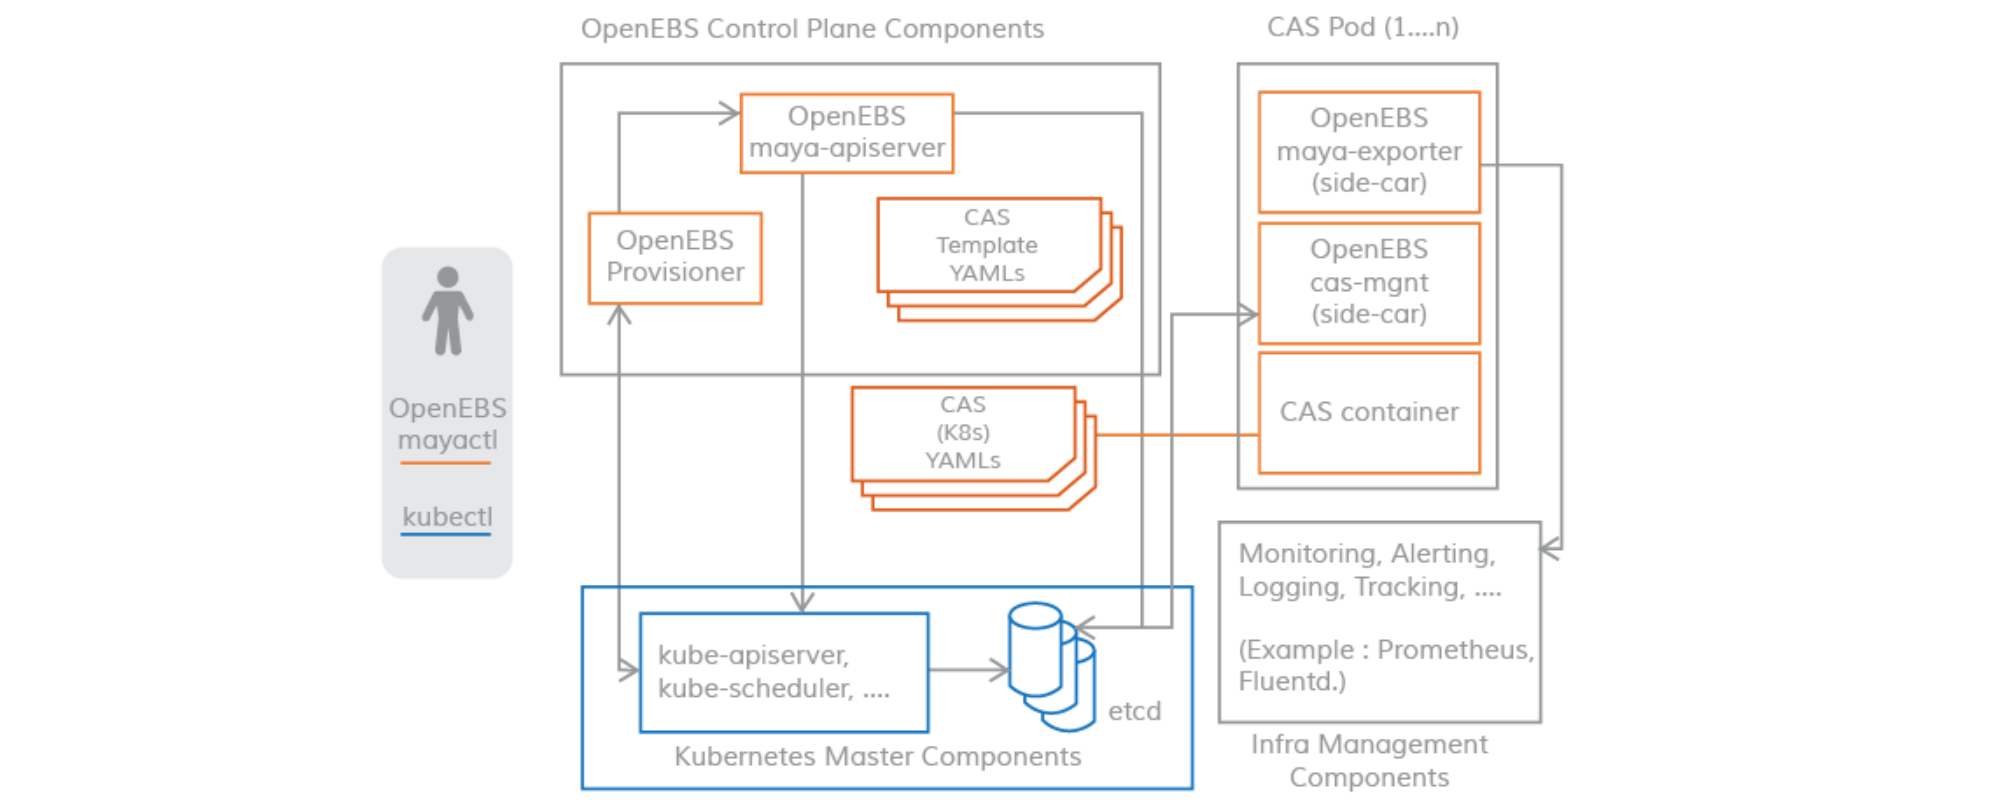 OpenEBS Control Plane Components
CAS Pod (1....n)
OpenEBS
maya-apiserver
OpenEBS
Provisioner
CAS
Template
YAMLs
OpenEBS
maya-exporter
(side-car)
OpenEBS
cas-mgnt
(side-car)
CAS container
OpenEBS
mayactl
kubectl
CAS
(K8s)
YAMLs
kube-apiserver,
kube-scheduler, ....
etcd
Kubernetes Master Components
Monitoring, Alerting,
Logging, Tracking, ....
(Example : Prometheus,
Fluentd.)
Infra Management
Components